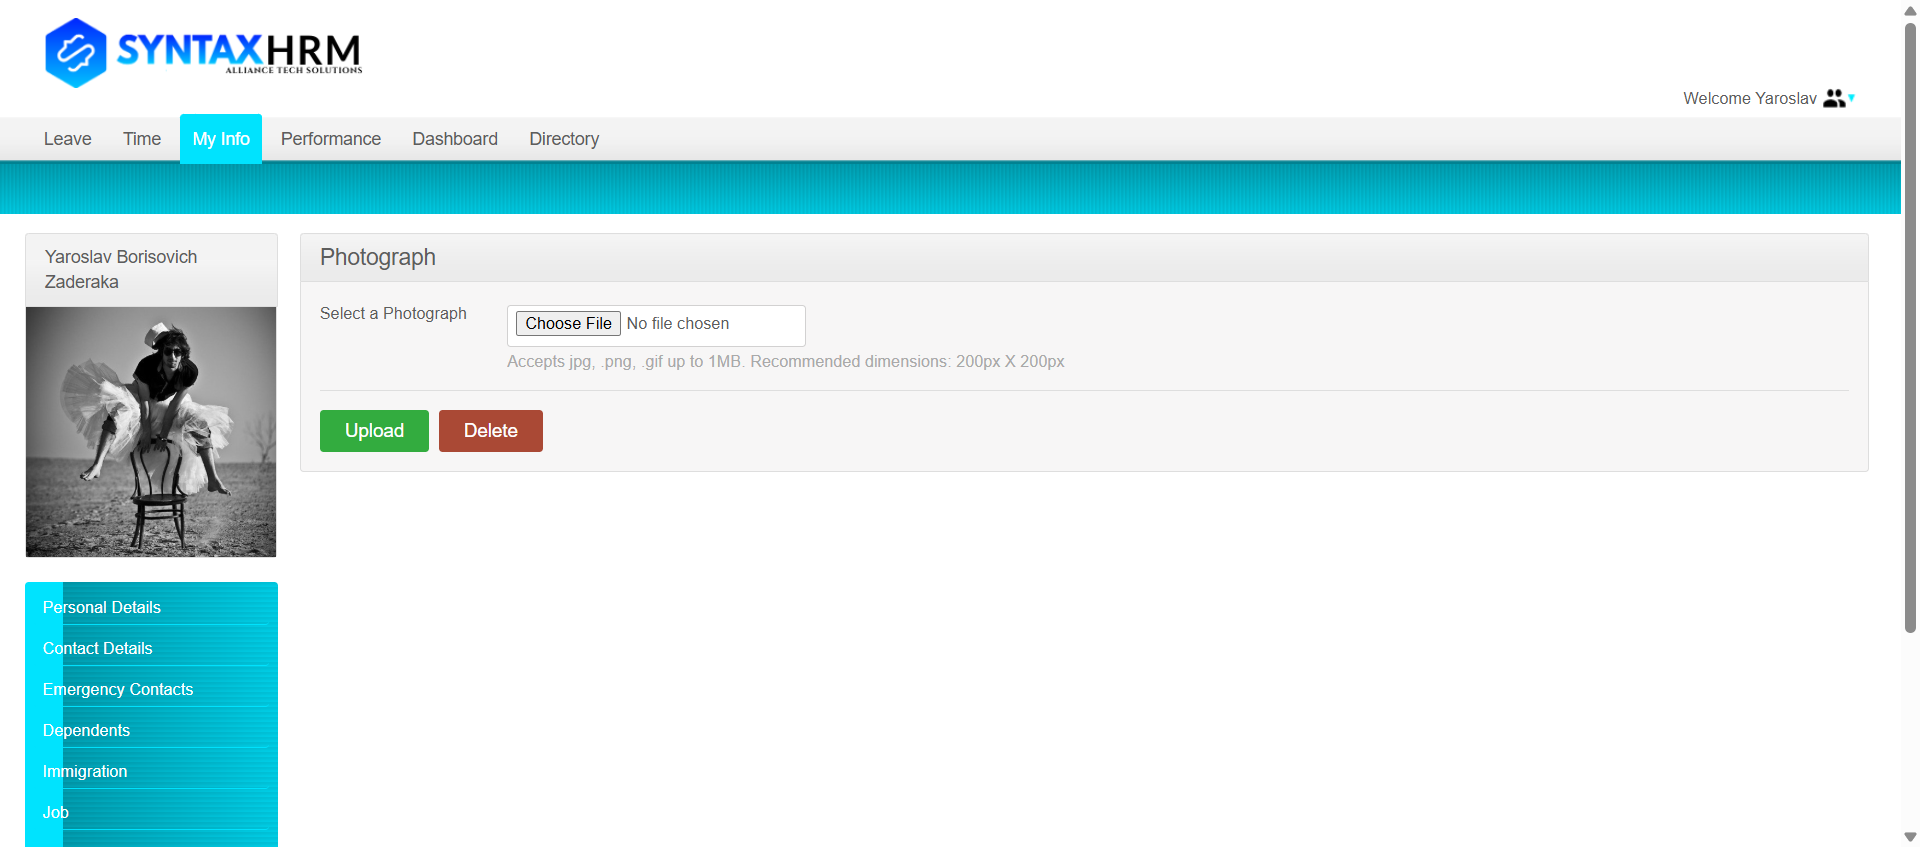 SYNTAXHRM
ALLIANCE TECH SOLUTIONS
Welcome Yaroslav
Leave Time My Info Performance Dashboard Directory
Yaroslav Borisovich
Zaderaka
Photograph
Select a Photograph
Choose File No file chosen
Accepts jpg, .png, .gif up to 1MB. Recommended dimensions: 200px X 200px
Upload Delete
Personal Details
Contact Details
Emergency Contacts
Dependents
Immigration
Job